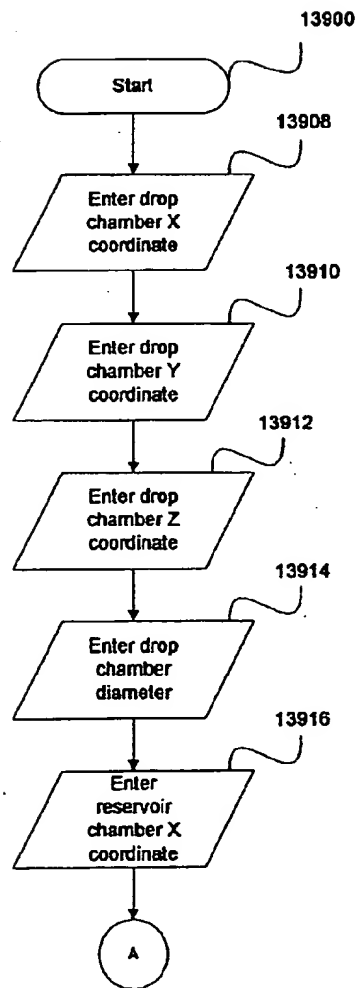 13900
Start
13908
Enter drop
chamber X
coordinate
13910
Enter drop
chamber Y
coordinate
13912
Enter drop
chamber Z
coordinate
13914
Enter drop
chamber
diameter
13916
Enter
reservoir
chamber X
coordinate
A